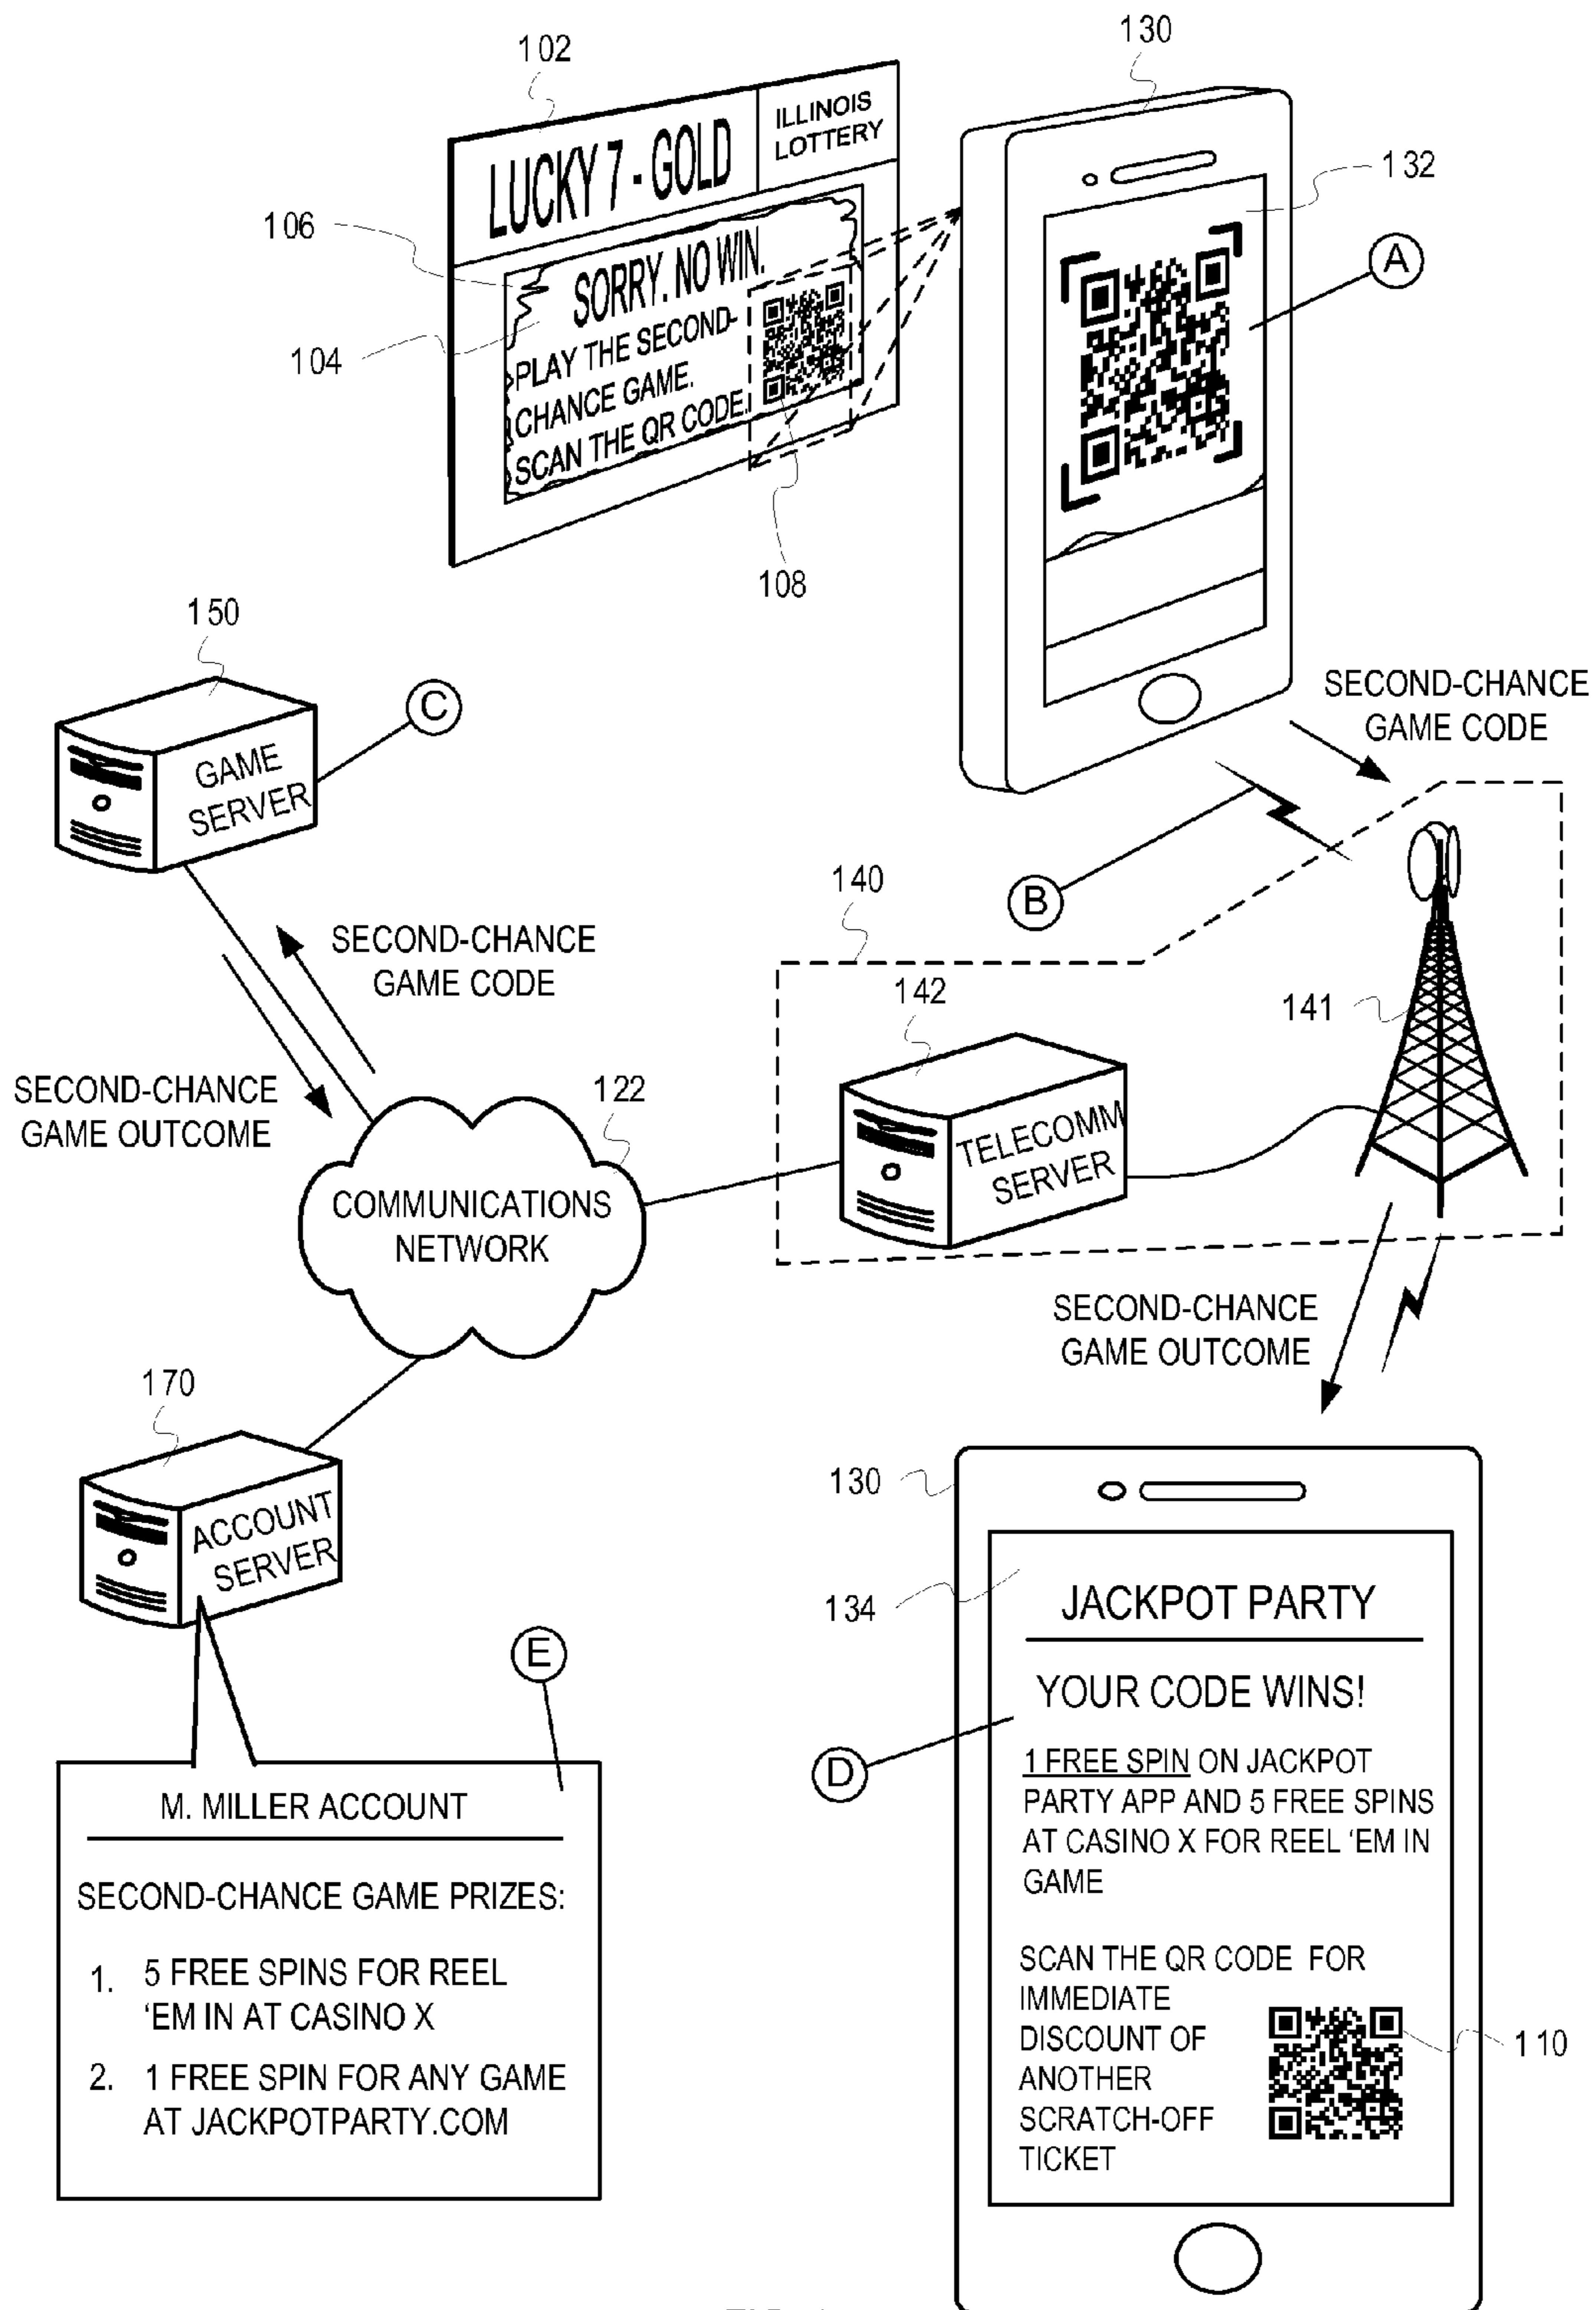 102
130
LUCKY 7 - GOLD
ILLINOIS
LOTTERY
132
106
A
SORRY. NO WIN.
PLAY THE SECOND-
CHANCE GAME.
SCAN THE QR CODE.
104
108
150
C
SECOND-CHANCE
GAME CODE
GAME
SERVER
B
140
SECOND-CHANCE
GAME CODE
142
141
SECOND-CHANCE
GAME OUTCOME
122
TELECOMM
SERVER
COMMUNICATIONS
NETWORK
SECOND-CHANCE
GAME OUTCOME
170
130
ACCOUNT
SERVER
134
JACKPOT PARTY
E
YOUR CODE WINS!
D
1 FREE SPIN ON JACKPOT
PARTY APP AND 5 FREE SPINS
AT CASINO X FOR REEL ‘EM IN
GAME
M. MILLER ACCOUNT
SECOND-CHANCE GAME PRIZES:
1. 5 FREE SPINS FOR REEL
‘EM IN AT CASINO X
2. 1 FREE SPIN FOR ANY GAME
AT JACKPOTPARTY.COM
SCAN THE QR CODE FOR
IMMEDIATE
DISCOUNT OF
ANOTHER
SCRATCH-OFF
TICKET
110